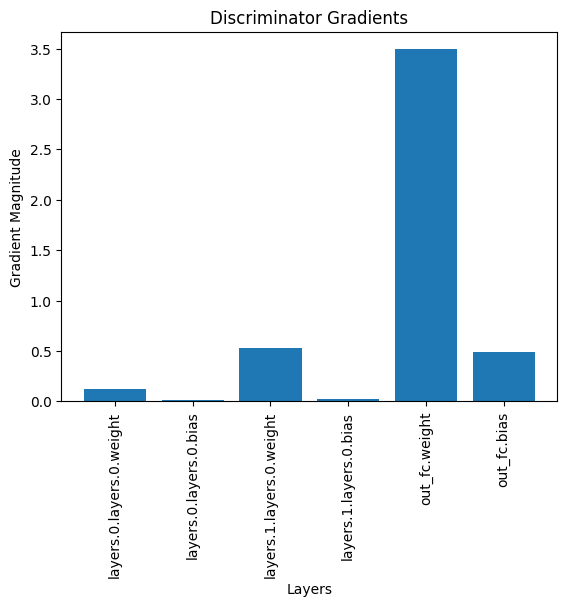 Discriminator Gradients
Gradient Magnitude
3.5
3.0
2.5
2.0
1.5
1.0
0.5
0.0
layers.0.layers.0.weight
layers.0.layers.0.bias
layers.1.layers.0.weight
layers.1.layers.0.bias
out_fc.weight
out_fc.bias
Layers